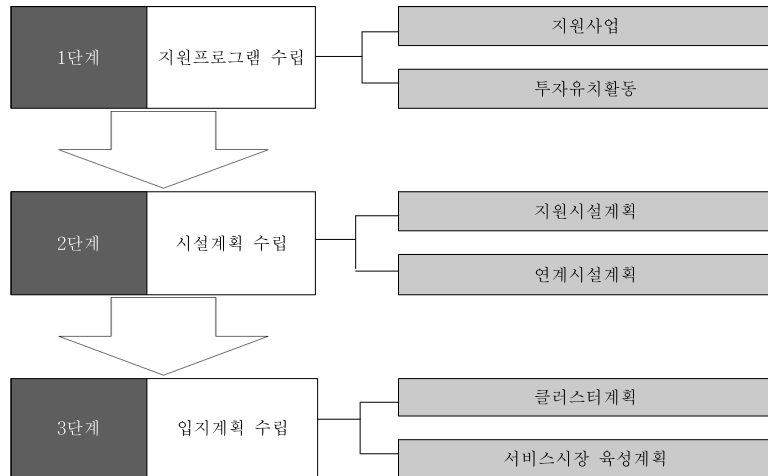 1단계
지원프로그램 수립
지원사업
투자유치활동
2단계
시설계획 수립
지원시설계획
연계시설계획
3단계
입지계획 수립
클러스터계획
서비스시장 육성계획